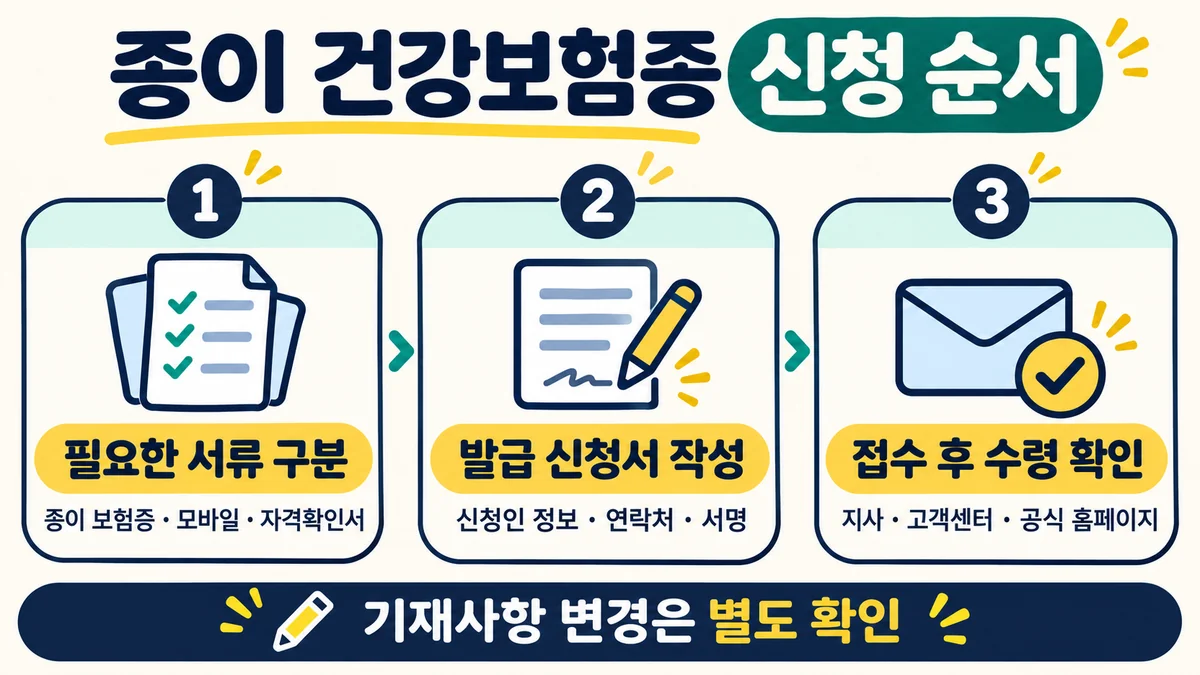 종이 건강보험종 신청 순서
1
필요한 서류 구분
종이 보험증 · 모바일 · 자격확인서
2
발급 신청서 작성
신청인 정보 · 연락처 · 서명
3
접수 후 수령 확인
지사 · 고객센터 · 공식 홈페이지
기재사항 변경은 별도 확인